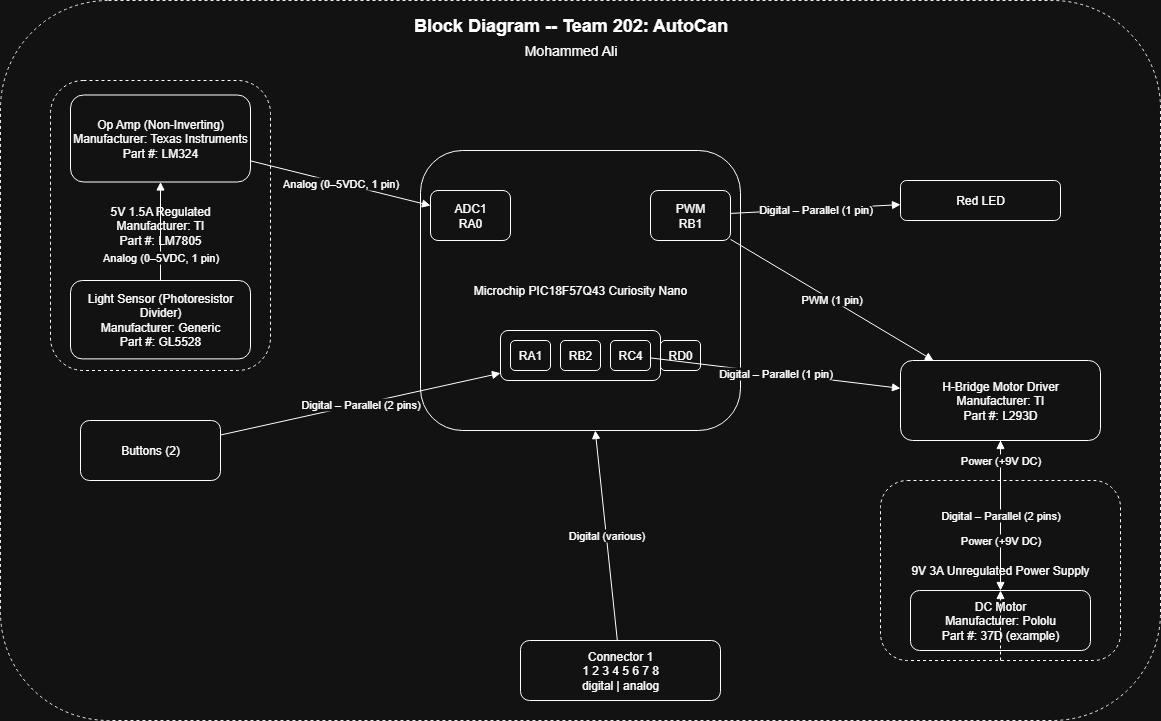 Block Diagram -- Team 202: AutoCan
Mohammed Ali
Op Amp (Non-Inverting)
Manufacturer: Texas Instruments
Part #: LM324
5V 1.5A Regulated
Manufacturer: TI
Part #: LM7805
Analog (0–5VDC, 1 pin)
Light Sensor (Photoresistor
Divider)
Manufacturer: Generic
Part #: GL5528
Analog (0–5VDC, 1 pin)
ADC1
RA0
PWM
RB1
Microchip PIC18F57Q43 Curiosity Nano
RA1
RB2
RC4
RD0
Digital – Parallel (1 pin)
Red LED
PWM (1 pin)
Digital – Parallel (1 pin)
H-Bridge Motor Driver
Manufacturer: TI
Part #: L293D
Digital – Parallel (2 pins)
Buttons (2)
Power (+9V DC)
Digital – Parallel (2 pins)
Power (+9V DC)
9V 3A Unregulated Power Supply
DC Motor
Manufacturer: Pololu
Part #: 37D (example)
Digital (various)
Connector 1
1 2 3 4 5 6 7 8
digital | analog